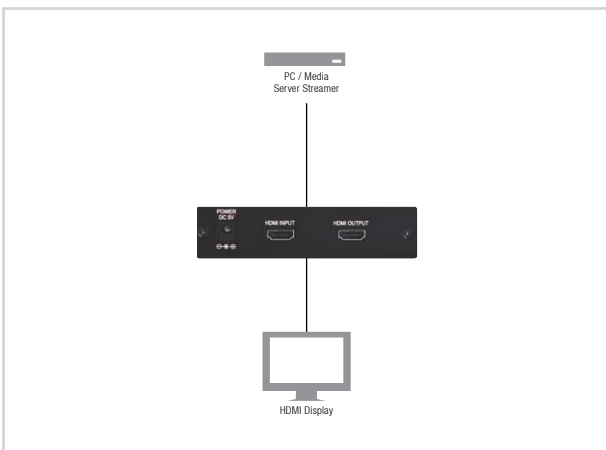 PC / Media
Server Streamer
POWER
DC 5V
HDMI INPUT
HDMI OUTPUT
HDMI Display